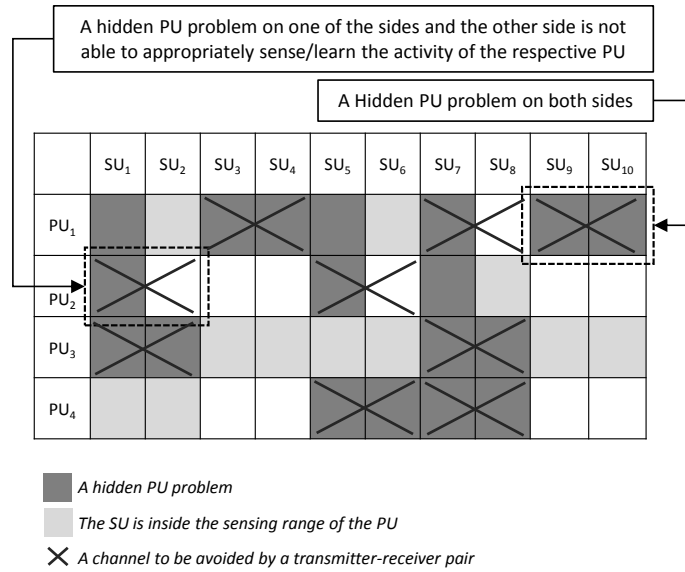 A hidden PU problem on one of the sides and the other side is not
able to appropriately sense/learn the activity of the respective PU
A Hidden PU problem on both sides
SU1 SU2 SU3 SU4 SU5 SU6 SU7 SU8 SU9 SU10
PU1
PU2
PU3
PU4
A hidden PU problem
The SU is inside the sensing range of the PU
A channel to be avoided by a transmitter-receiver pair